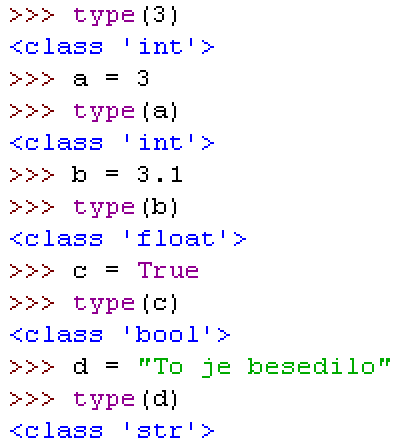 >>> type(3)
<class 'int'>
>>> a = 3
>>> type(a)
<class 'int'>
>>> b = 3.1
>>> type(b)
<class 'float'>
>>> c = True
>>> type(c)
<class 'bool'>
>>> d = "To je besedilo"
>>> type(d)
<class 'str'>